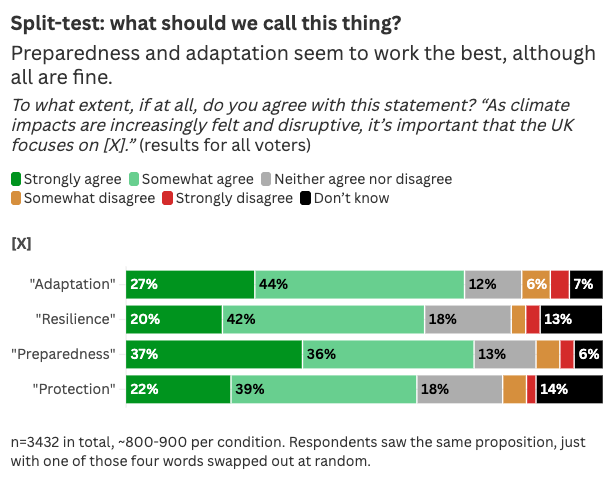 Split-test: what should we call this thing?
Preparedness and adaptation seem to work the best, although
all are fine.
To what extent, if at all, do you agree with this statement? “As climate
impacts are increasingly felt and disruptive, it’s important that the UK
focuses on [X].” (results for all voters)
Strongly agree Somewhat agree Neither agree nor disagree
Somewhat disagree Strongly disagree Don’t know
[X]
"Adaptation" 27% 44% 12% 6% 7%
"Resilience" 20% 42% 18% 13%
"Preparedness" 37% 36% 13% 6%
"Protection" 22% 39% 18% 14%
n=3432 in total, ~800-900 per condition. Respondents saw the same proposition, just
with one of those four words swapped out at random.